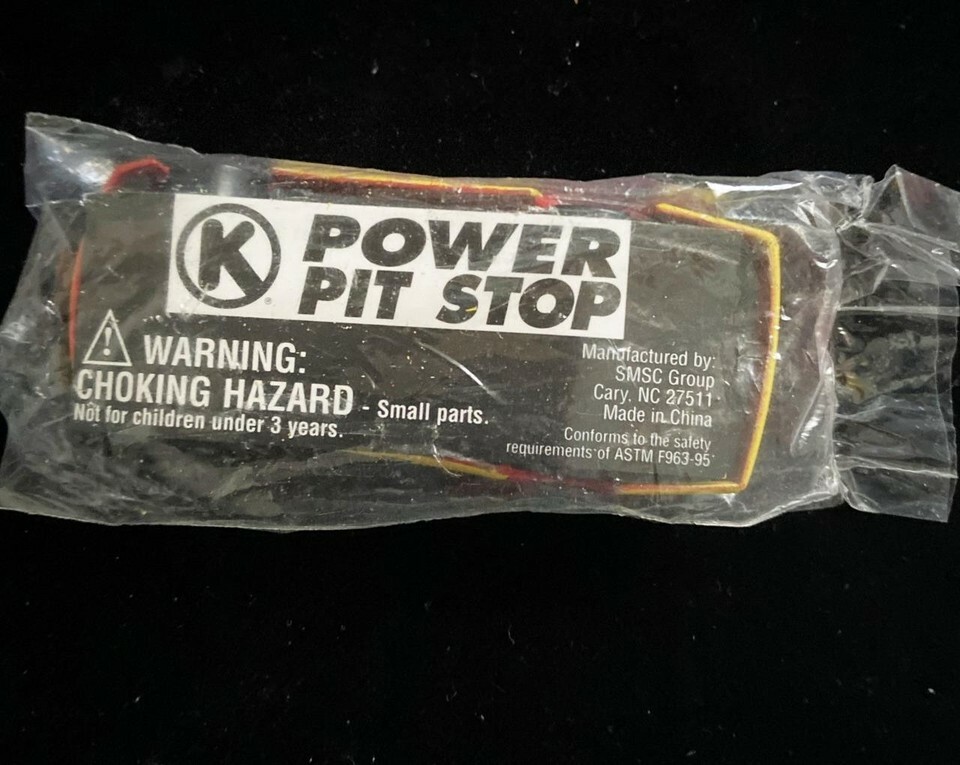 K POWER
PIT STOP
®
WARNING:
CHOKING HAZARD - Small parts.
Not for children under 3 years.
Manufactured by:
SMSC Group
Cary, NC 27511
Made in China
Conforms to the safety
requirements of ASTM F963-95